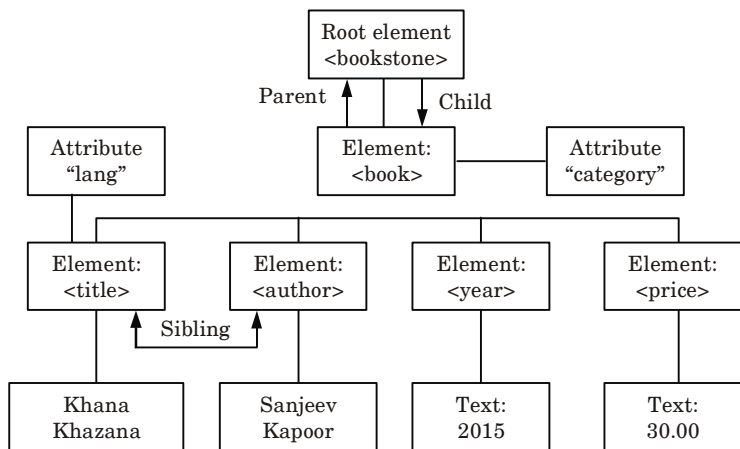 Root element
<bookstone>
Parent
Child
Attribute
“lang”
Element:
<book>
Attribute
“category”
Element:
<title>
Element:
<author>
Element:
<year>
Element:
<price>
Sibling
Khana
Khazana
Sanjeev
Kapoor
Text:
2015
Text:
30.00